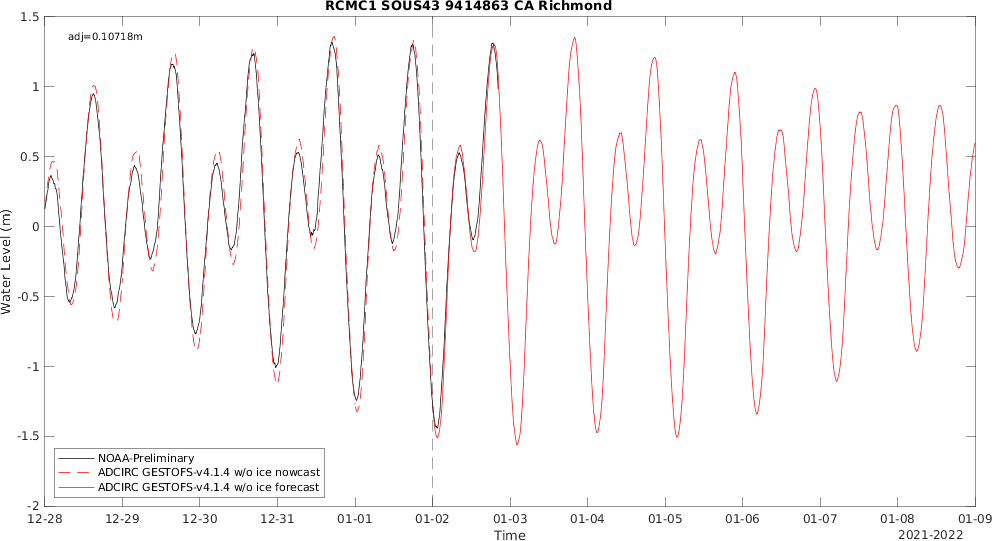 RCMC1 SOUS43 9414863 CA Richmond
adj=0.10718m
1.5
1
0.5
0
-0.5
-1
-1.5
-2
Water Level (m)
NOAA-Preliminary
ADCIRC GESTOFS-v4.1.4 w/o ice nowcast
ADCIRC GESTOFS-v4.1.4 w/o ice forecast
12-28 12-29 12-30 12-31 01-01 01-02 01-03 01-04 01-05 01-06 01-07 01-08 01-09
Time
2021-2022